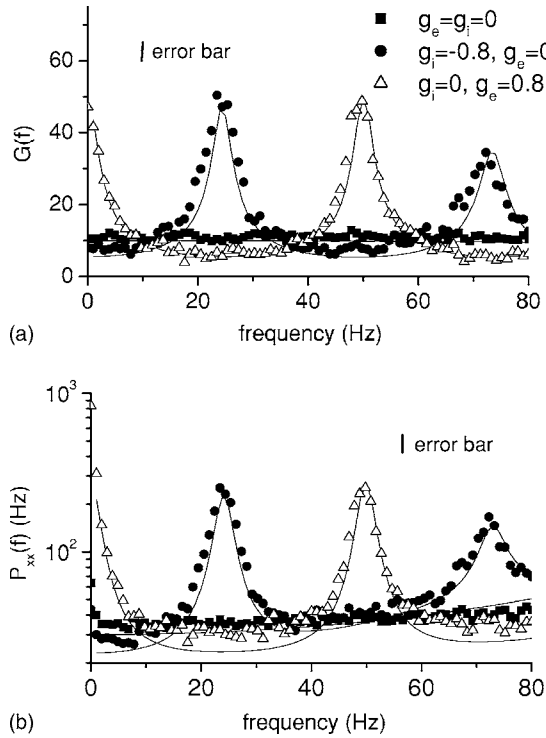 g_e=g_i=0
g_i=-0.8, g_e=0
g_i=0, g_e=0.8
error bar
G(f)
60
40
20
0
0 20 40 60 80
frequency (Hz)
(a)
10^3
10^2
P_xx(f) (Hz)
error bar
0 20 40 60 80
frequency (Hz)
(b)